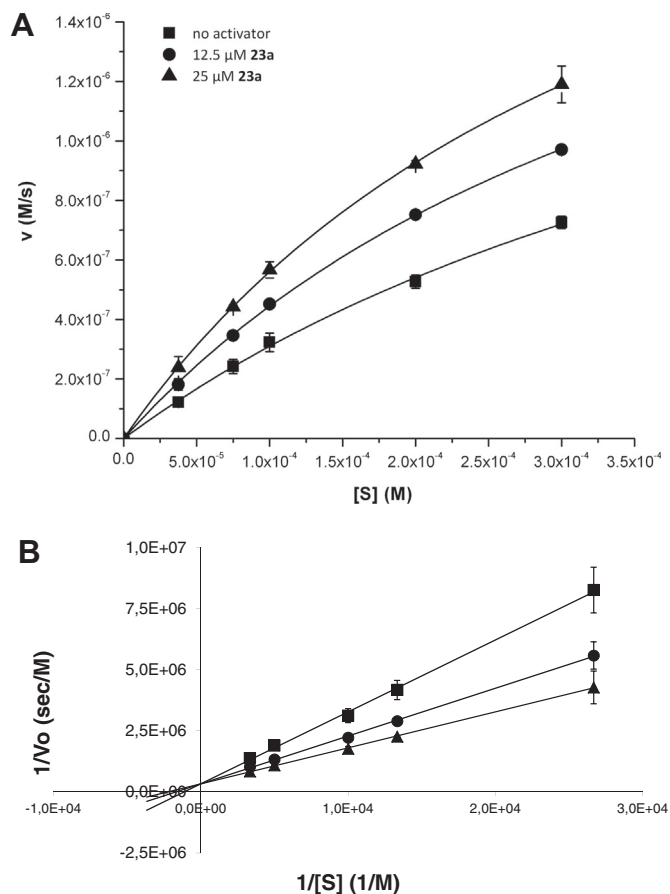 A
no activator
12.5 µM 23a
25 µM 23a
1.4x10⁻⁶
1.2x10⁻⁶
1.0x10⁻⁶
8.0x10⁻⁷
6.0x10⁻⁷
4.0x10⁻⁷
2.0x10⁻⁷
0.0
v (M/s)
0.0 5.0x10⁻⁵ 1.0x10⁻⁴ 1.5x10⁻⁴ 2.0x10⁻⁴ 2.5x10⁻⁴ 3.0x10⁻⁴ 3.5x10⁻⁴
[S] (M)
B
1,0E+07
7,5E+06
5,0E+06
2,5E+06
0,0E+00
-2,5E+06
1/Vo (sec/M)
-1,0E+04 0,0E+00 1,0E+04 2,0E+04 3,0E+04
1/[S] (1/M)